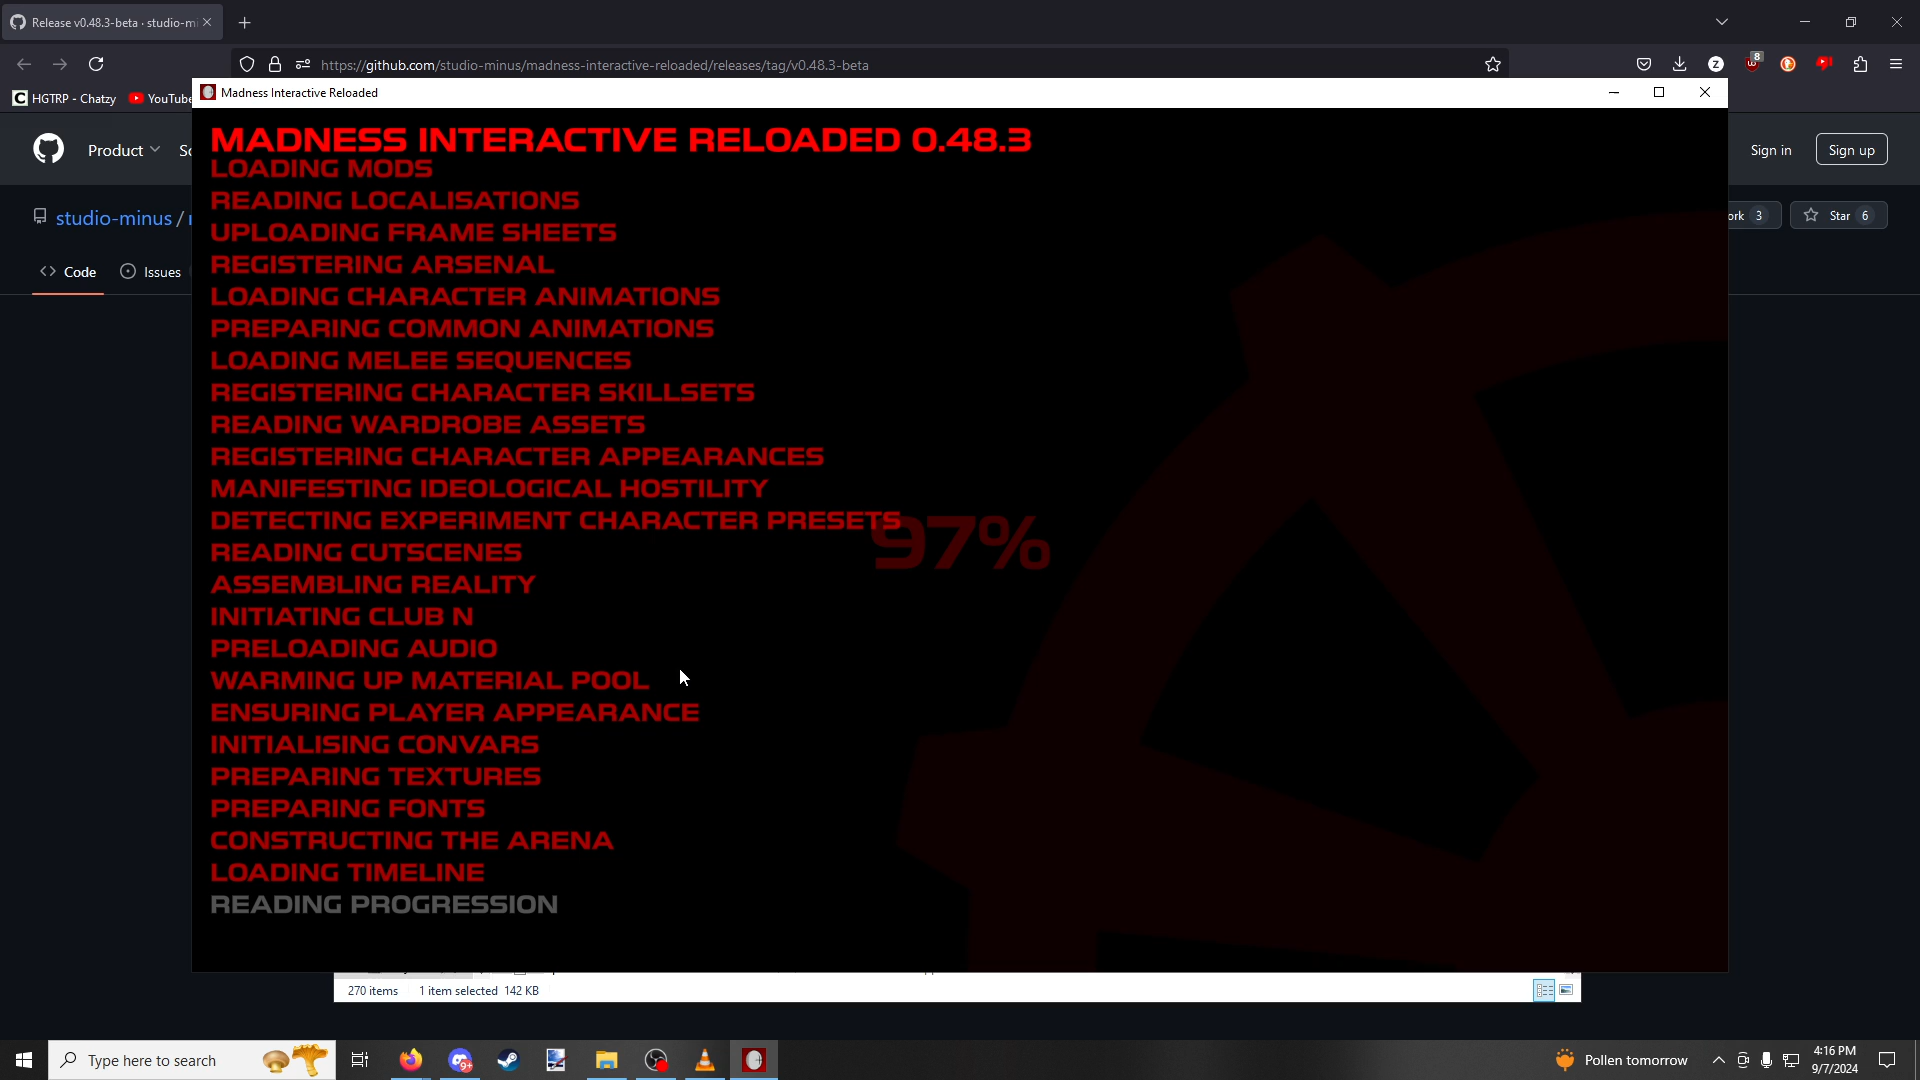 Release v0.48.3-beta · studio-mi
https://github.com/studio-minus/madness-interactive-reloaded/releases/tag/v0.48.3-beta
8
Z
HGTRP - Chatzy
YouTube
Madness Interactive Reloaded
Product
Sign in
Sign up
studio-minus /
3
Star 6
Code
Issues
MADNESS INTERACTIVE RELOADED 0.48.3
LOADING MODS
READING LOCALISATIONS
UPLOADING FRAME SHEETS
REGISTERING ARSENAL
LOADING CHARACTER ANIMATIONS
PREPARING COMMON ANIMATIONS
LOADING MELEE SEQUENCES
REGISTERING CHARACTER SKILLSETS
READING WARDROBE ASSETS
REGISTERING CHARACTER APPEARANCES
MANIFESTING IDEOLOGICAL HOSTILITY
DETECTING EXPERIMENT CHARACTER PRESETS
97%
READING CUTSCENES
ASSEMBLING REALITY
INITIATING CLUB N
PRELOADING AUDIO
WARMING UP MATERIAL POOL
ENSURING PLAYER APPEARANCE
INITIALISING CONVARS
PREPARING TEXTURES
PREPARING FONTS
CONSTRUCTING THE ARENA
LOADING TIMELINE
READING PROGRESSION
270 items 1 item selected 142 KB
Type here to search
9+
Pollen tomorrow
4:16 PM
9/7/2024